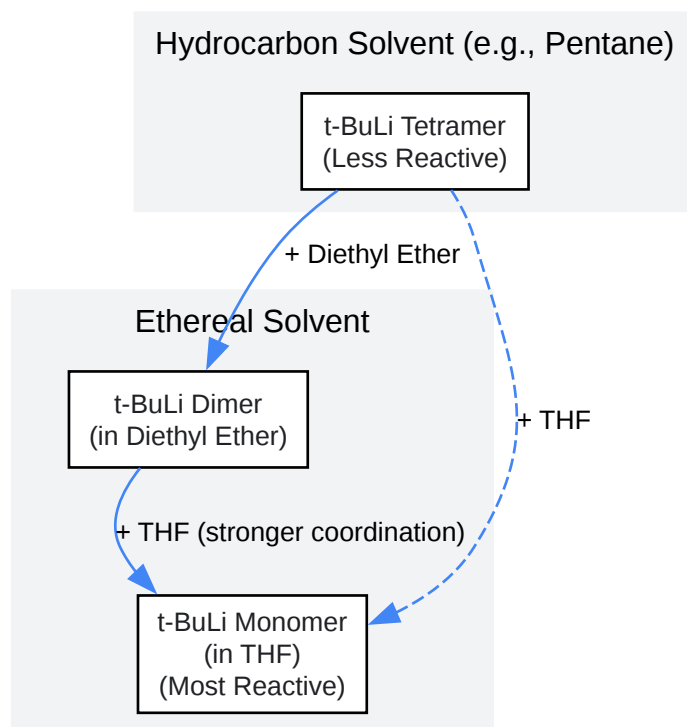 Hydrocarbon Solvent (e.g., Pentane)
t-BuLi Tetramer
(Less Reactive)
+ Diethyl Ether
Ethereal Solvent
t-BuLi Dimer
(in Diethyl Ether)
+ THF
+ THF (stronger coordination)
t-BuLi Monomer
(in THF)
(Most Reactive)